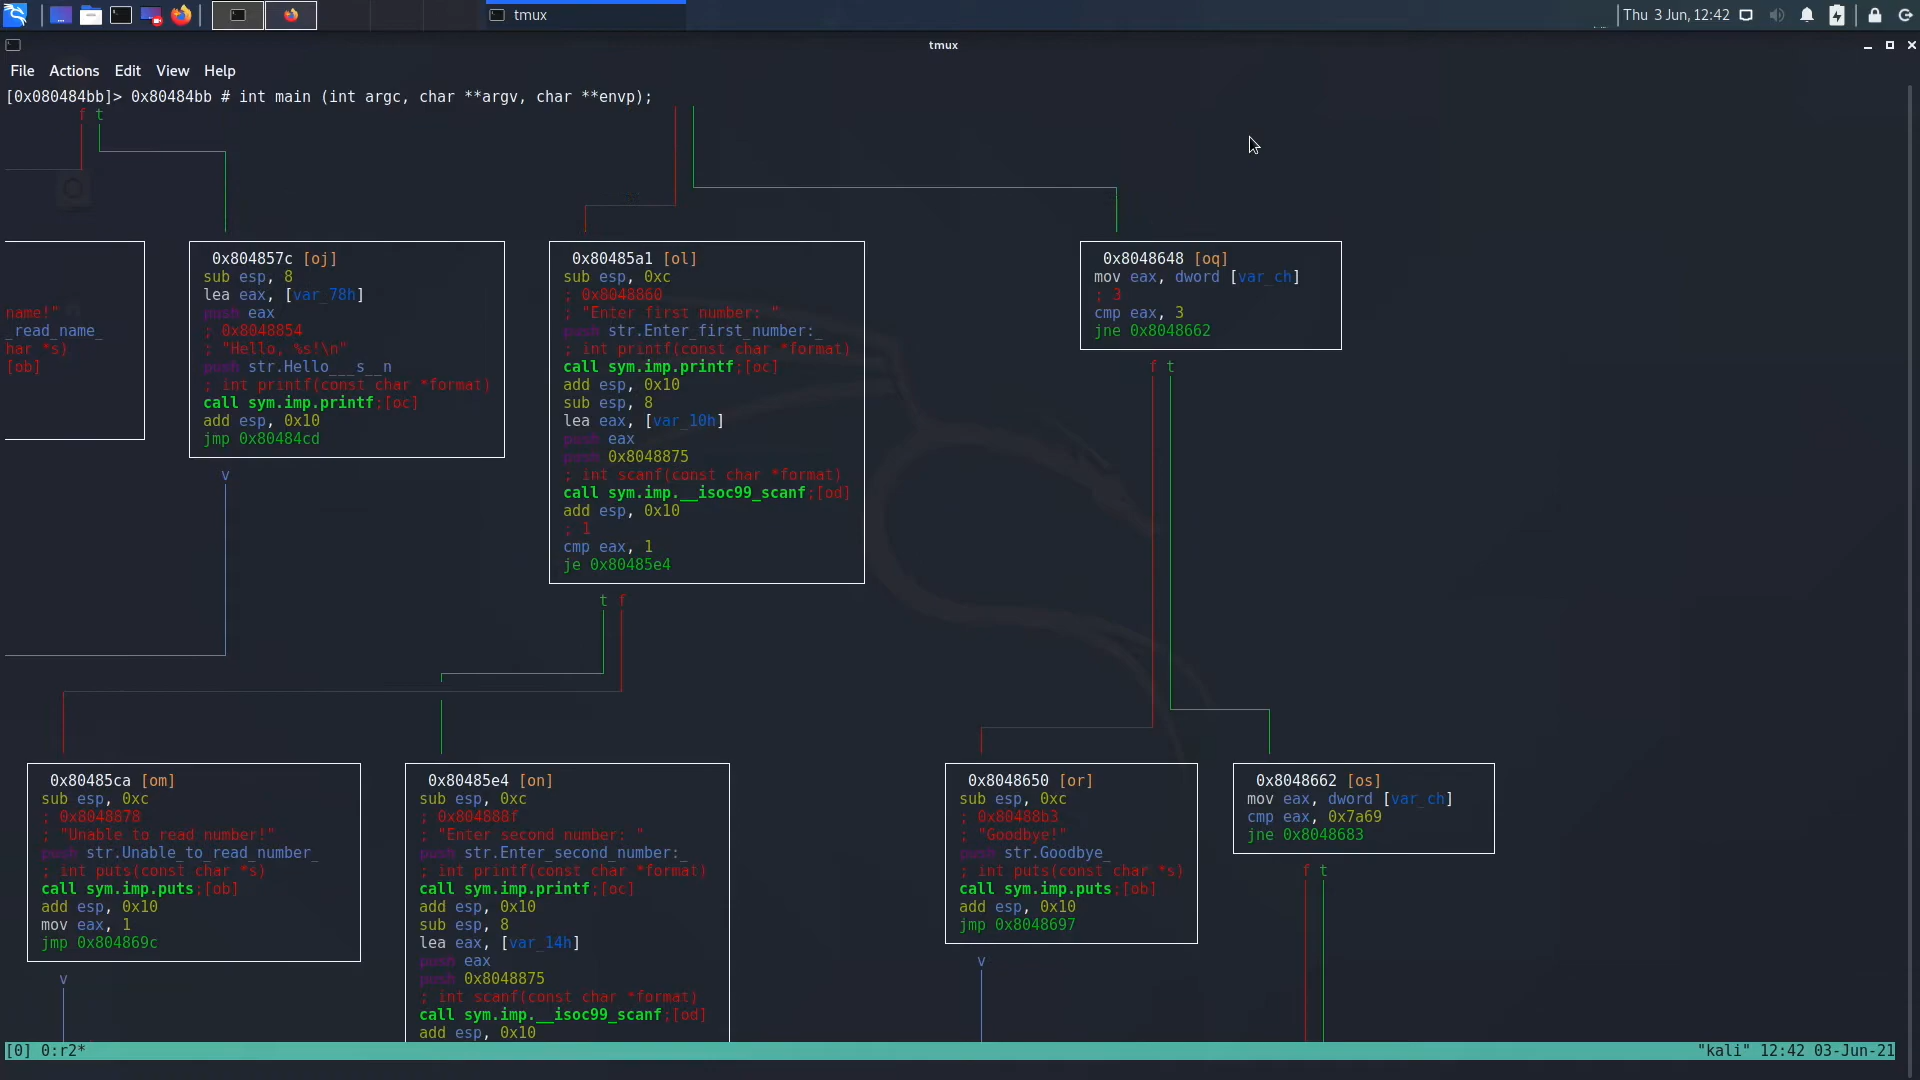 tmux
Thu 3 Jun, 12:42
tmux
File Actions Edit View Help
[0x080484bb]> 0x80484bb # int main (int argc, char **argv, char **envp);
f t
name!"
_read_name_
har *s)
[ob]
0x804857c [oj]
sub esp, 8
lea eax, [var_78h]
push eax
; 0x8048854
; "Hello, %s!\n"
push str.Hello___s__n
; int printf(const char *format)
call sym.imp.printf;[oc]
add esp, 0x10
jmp 0x80484cd
v
0x80485a1 [ol]
sub esp, 0xc
; 0x8048860
; "Enter first number: "
push str.Enter_first_number:_
; int printf(const char *format)
call sym.imp.printf;[oc]
add esp, 0x10
sub esp, 8
lea eax, [var_10h]
push eax
push 0x8048875
; int scanf(const char *format)
call sym.imp.__isoc99_scanf;[od]
add esp, 0x10
; 1
cmp eax, 1
je 0x80485e4
t f
0x8048648 [oq]
mov eax, dword [var_ch]
; 3
cmp eax, 3
jne 0x8048662
f t
0x80485ca [om]
sub esp, 0xc
; 0x8048878
; "Unable to read number!"
push str.Unable_to_read_number_
; int puts(const char *s)
call sym.imp.puts;[ob]
add esp, 0x10
mov eax, 1
jmp 0x804869c
v
0x80485e4 [on]
sub esp, 0xc
; 0x804888f
; "Enter second number: "
push str.Enter_second_number:_
; int printf(const char *format)
call sym.imp.printf;[oc]
add esp, 0x10
sub esp, 8
lea eax, [var_14h]
push eax
push 0x8048875
; int scanf(const char *format)
call sym.imp.__isoc99_scanf;[od]
add esp, 0x10
0x8048650 [or]
sub esp, 0xc
; 0x80488b3
; "Goodbye!"
push str.Goodbye_
; int puts(const char *s)
call sym.imp.puts;[ob]
add esp, 0x10
jmp 0x8048697
v
0x8048662 [os]
mov eax, dword [var_ch]
cmp eax, 0x7a69
jne 0x8048683
f t
[0] 0:r2*
"kali" 12:42 03-Jun-21